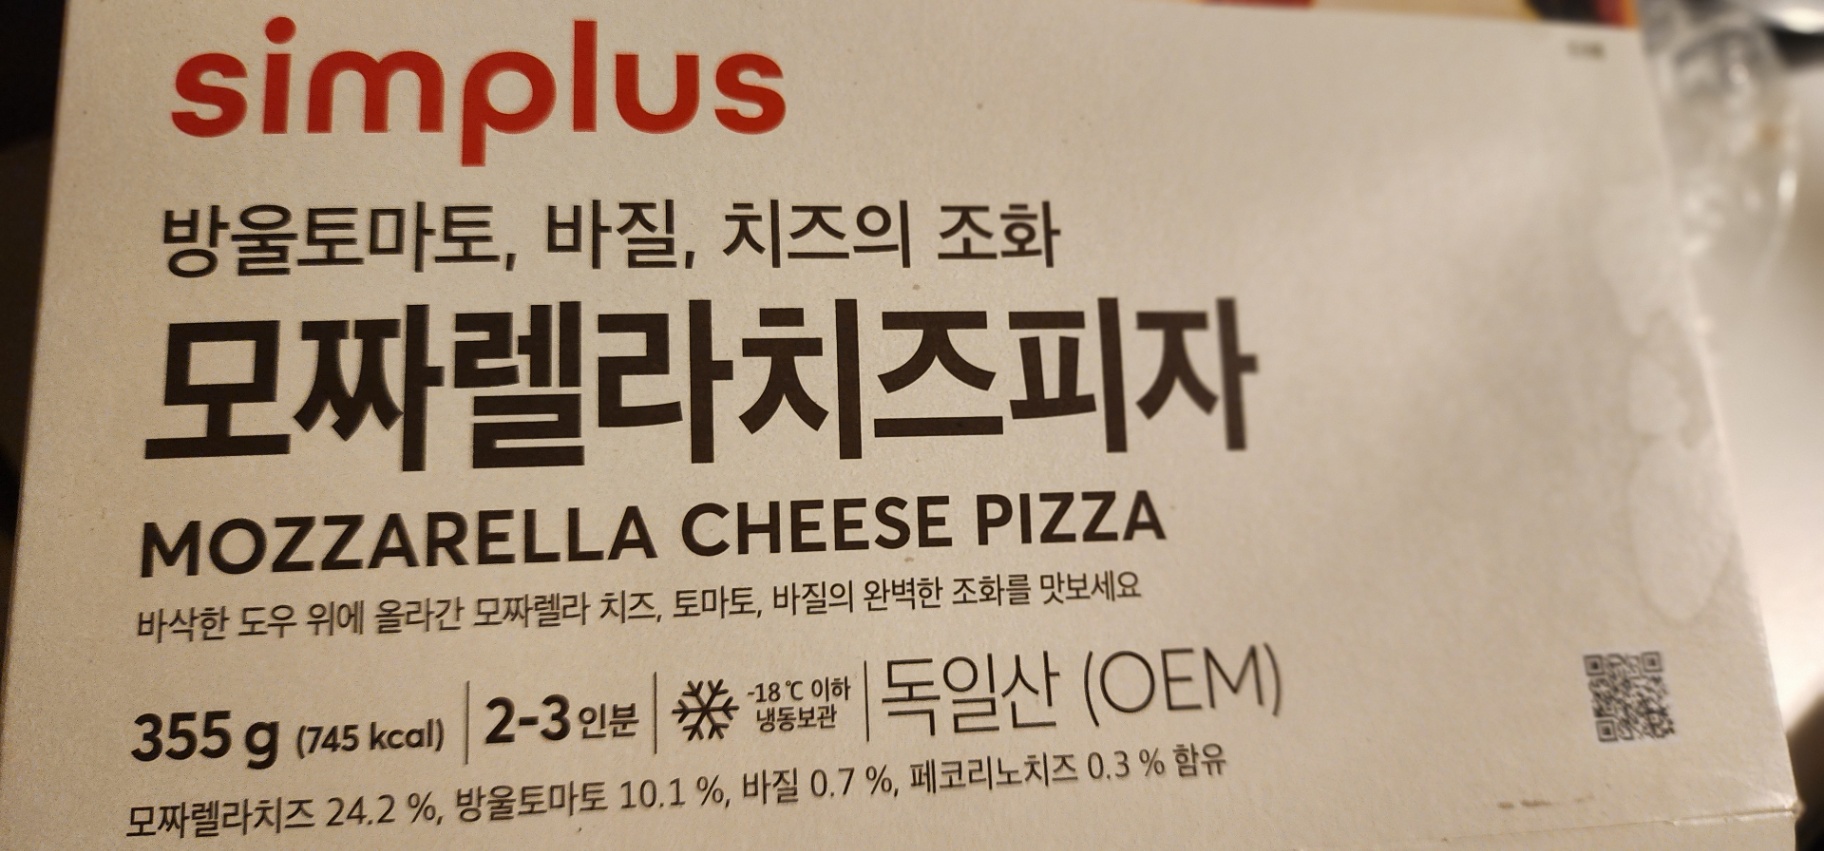 simplus
방울토마토, 바질, 치즈의 조화
모짜렐라치즈피자
MOZZARELLA CHEESE PIZZA
바삭한 도우 위에 올라간 모짜렐라 치즈, 토마토, 바질의 완벽한 조화를 맛보세요
355 g (745 kcal) 2-3인분 -18℃ 이하 냉동보관 독일산 (OEM)
모짜렐라치즈 24.2 %, 방울토마토 10.1 %, 바질 0.7 %, 페코리노치즈 0.3 % 함유